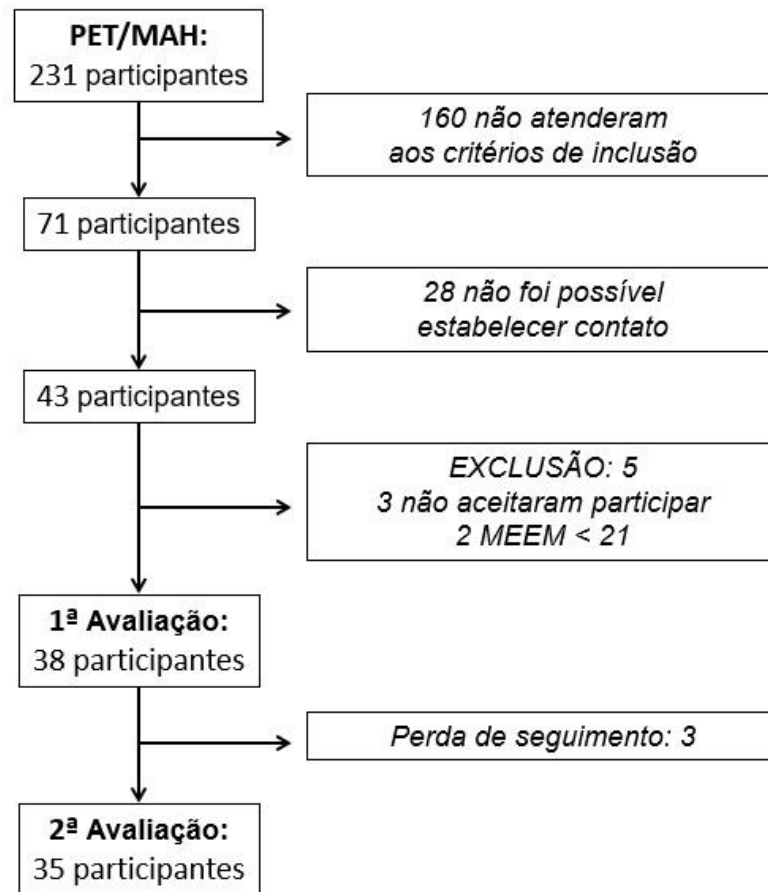 PET/MAH:
231 participantes
160 não atenderam
aos critérios de inclusão
71 participantes
28 não foi possível
estabelecer contato
43 participantes
EXCLUSÃO: 5
3 não aceitaram participar
2 MEEM < 21
1ª Avaliação:
38 participantes
Perda de seguimento: 3
2ª Avaliação:
35 participantes